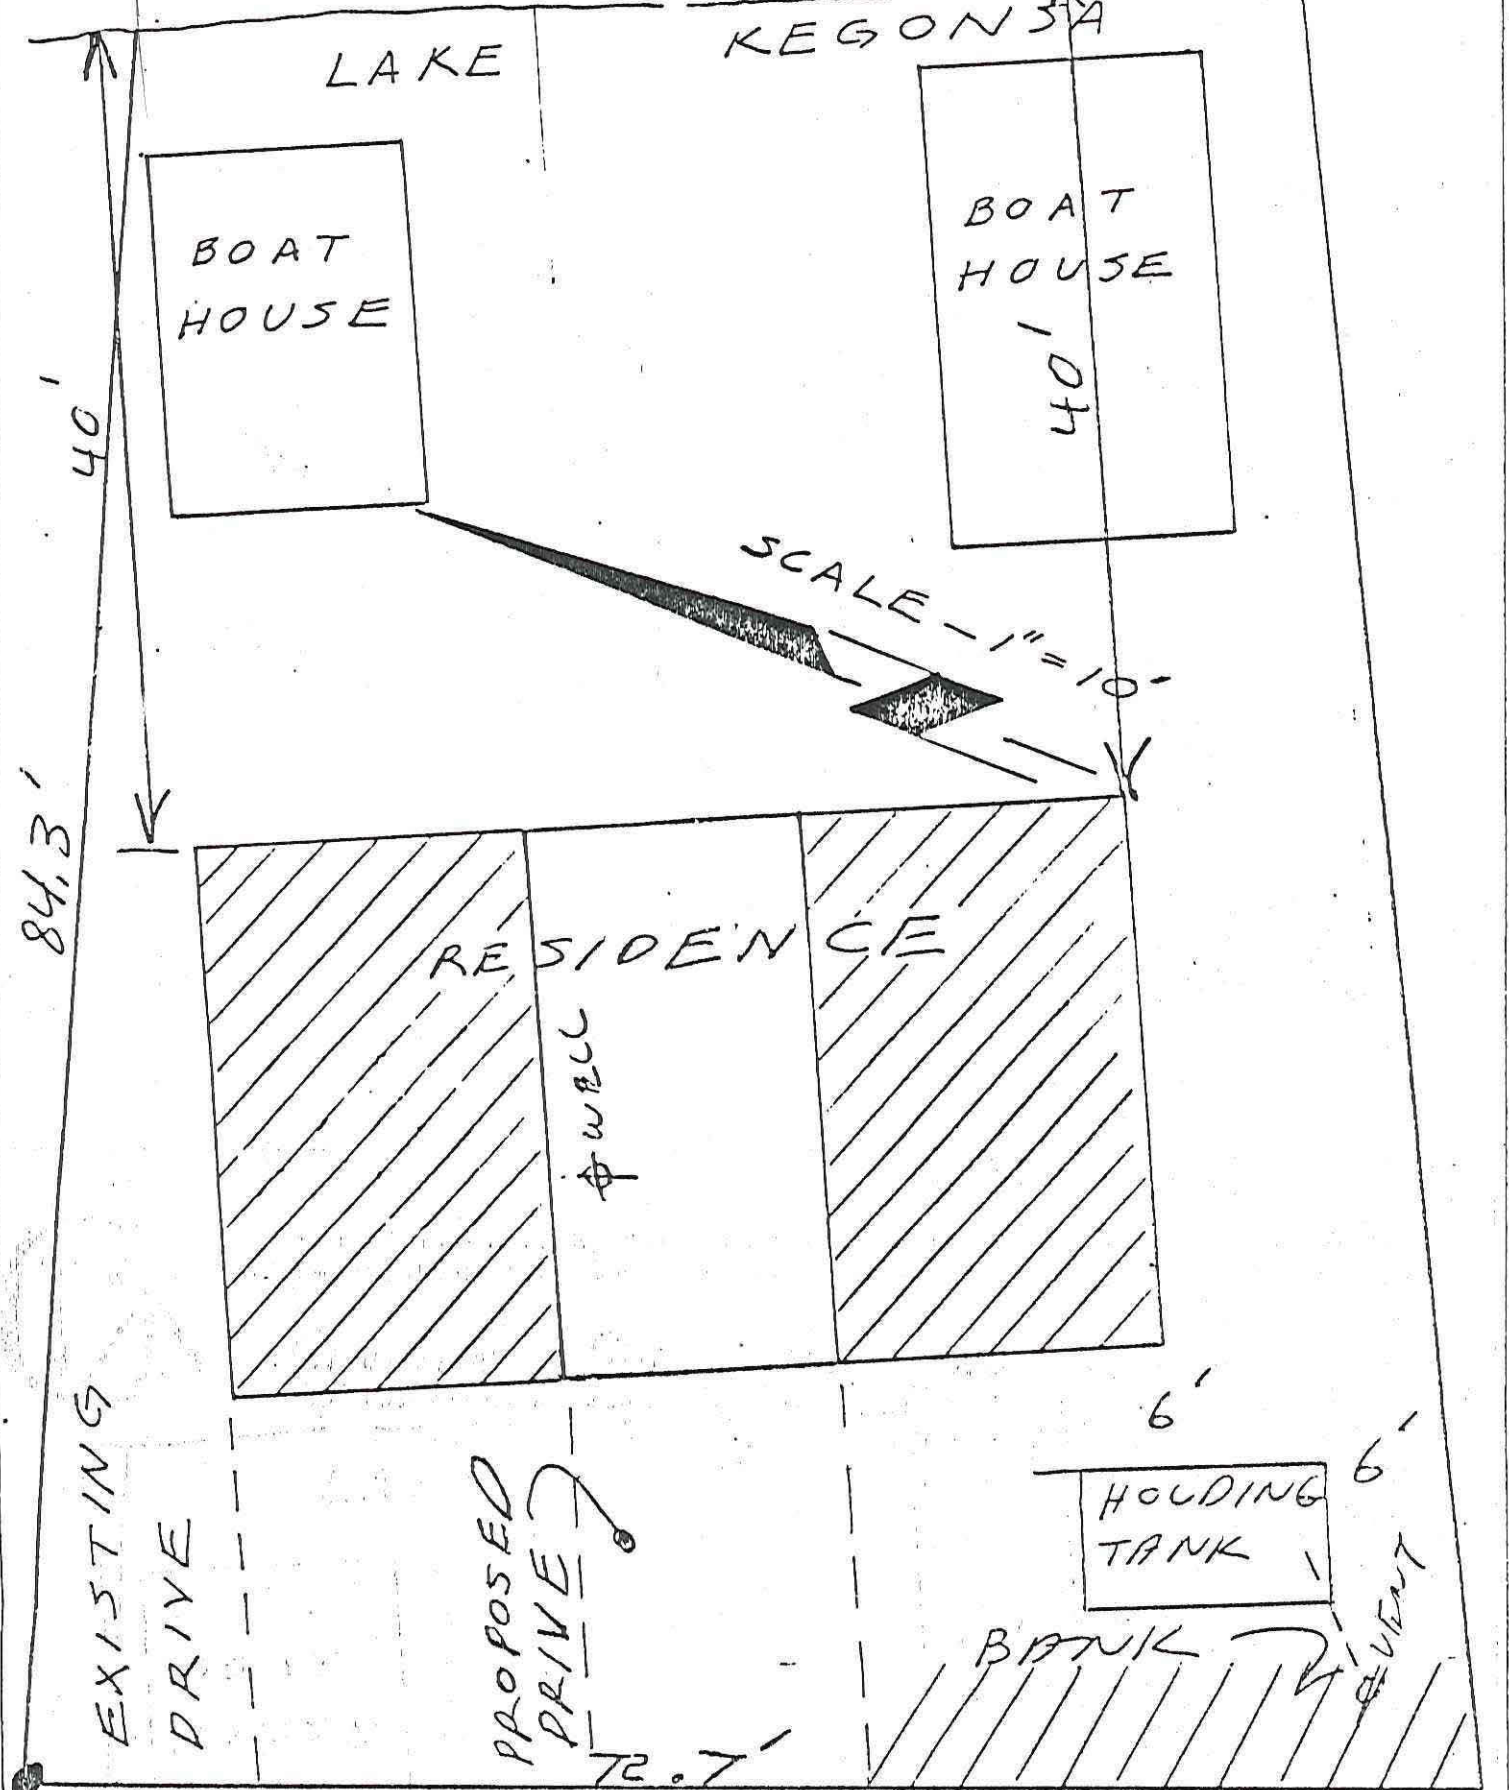 LAKE KEGONSA
BOAT
HOUSE
BOAT
HOUSE
40'
40'
SCALE - 1" = 10'
84.3'
RESIDENCE
WELL
EXISTING
DRIVE
PROPOSED
DRIVE
6'
6'
HOLDING
TANK
VENT
BANK
72.7'